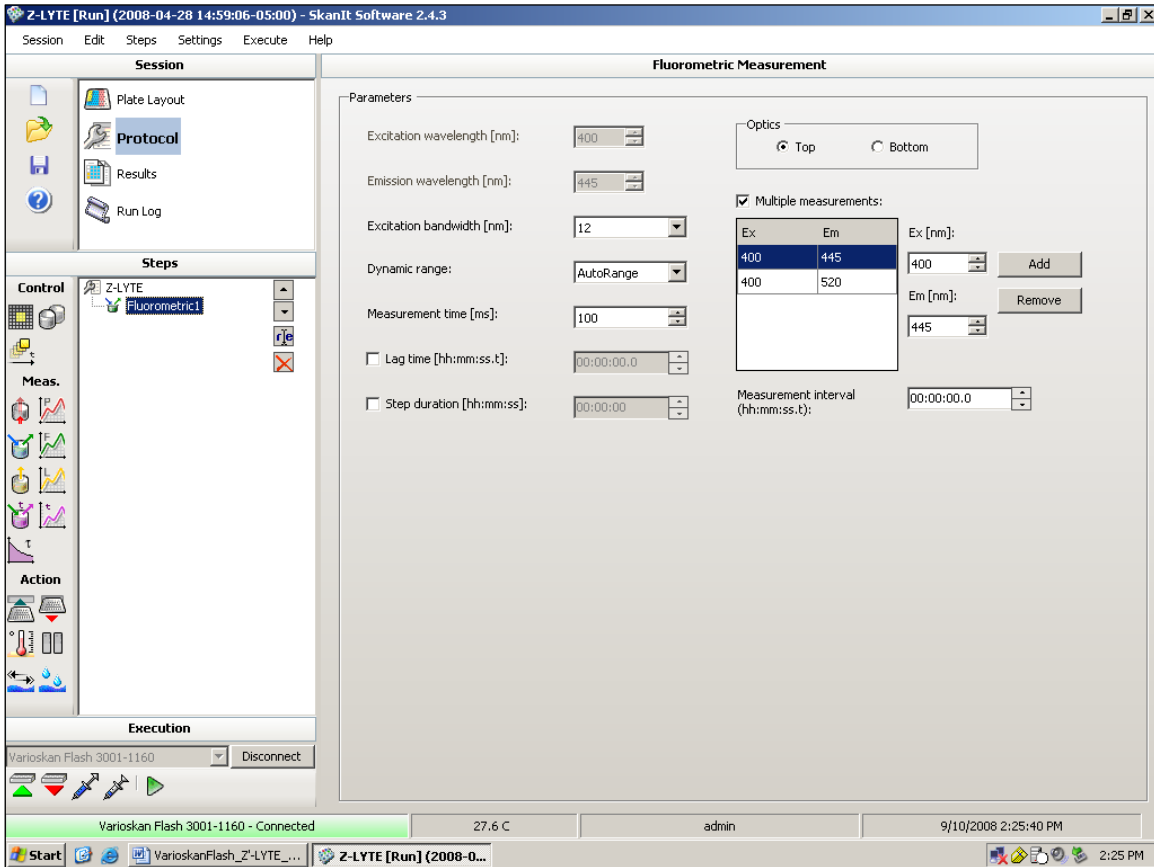 Z-LYTE [Run] (2008-04-28 14:59:06-05:00) - SkanIt Software 2.4.3
Session Edit Steps Settings Execute Help
Session
Plate Layout
Protocol
Results
Run Log
Steps
Control
Z-LYTE
Fluorometric1
Meas.
Action
Execution
Varioskan Flash 3001-1160 Disconnect
Fluorometric Measurement
Parameters
Excitation wavelength [nm]: 400
Emission wavelength [nm]: 445
Excitation bandwidth [nm]: 12
Dynamic range: AutoRange
Measurement time [ms]: 100
Lag time [hh:mm:ss.t]: 00:00:00.0
Step duration [hh:mm:ss]: 00:00:00
Optics
Top Bottom
Multiple measurements:
Ex Em
400 445
400 520
Ex [nm]:
400 Add
Em [nm]: Remove
445
Measurement interval
(hh:mm:ss.t): 00:00:00.0
Varioskan Flash 3001-1160 - Connected 27.6 C admin 9/10/2008 2:25:40 PM
Start VarioskanFlash_Z'-LYTE_... Z-LYTE [Run] (2008-0... 2:25 PM